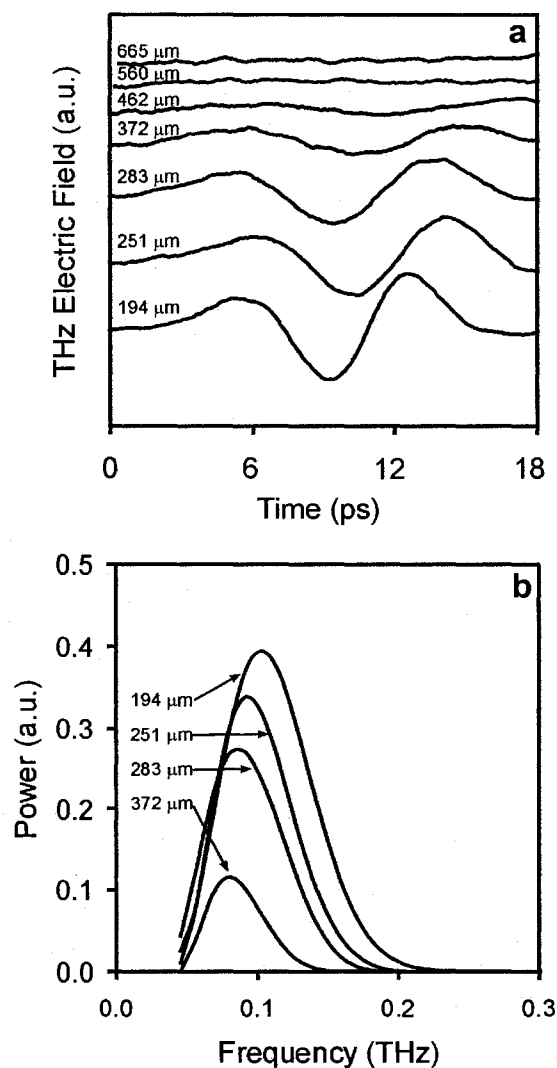 a
665 μm
560 μm
462 μm
372 μm
283 μm
251 μm
194 μm
THz Electric Field (a.u.)
0 6 12 18
Time (ps)
b
0.5
0.4
0.3
0.2
0.1
0.0
194 μm
251 μm
283 μm
372 μm
Power (a.u.)
0.0 0.1 0.2 0.3
Frequency (THz)